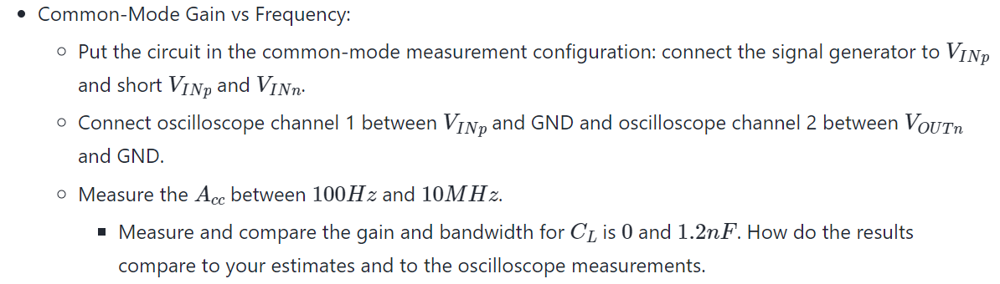 • Common-Mode Gain vs Frequency:
○ Put the circuit in the common-mode measurement configuration: connect the signal generator to V_{INp}
and short V_{INp} and V_{INn}.
○ Connect oscilloscope channel 1 between V_{INp} and GND and oscilloscope channel 2 between V_{OUTn}
and GND.
○ Measure the A_{cc} between 100Hz and 10MHz.
▪ Measure and compare the gain and bandwidth for C_L is 0 and 1.2nF. How do the results
compare to your estimates and to the oscilloscope measurements.